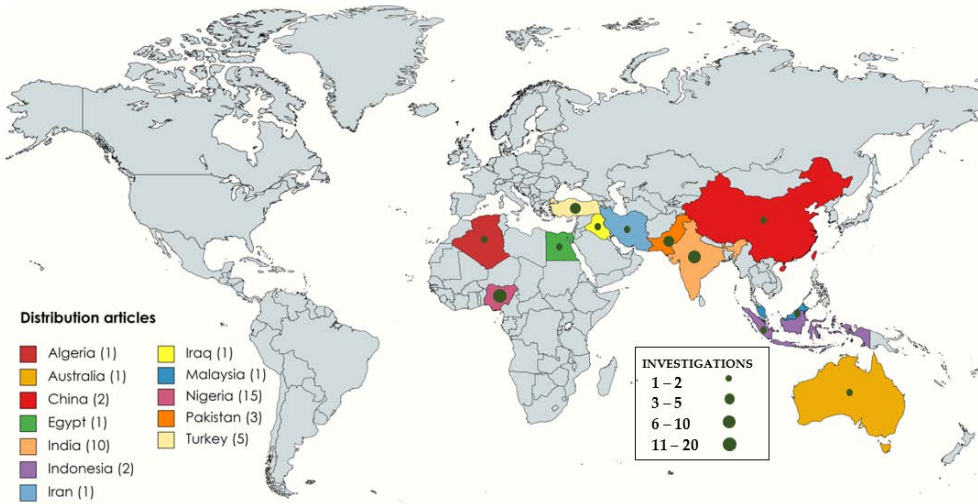 Distribution articles
Algeria (1)
Australia (1)
China (2)
Egypt (1)
India (10)
Indonesia (2)
Iran (1)
Iraq (1)
Malaysia (1)
Nigeria (15)
Pakistan (3)
Turkey (5)
INVESTIGATIONS
1 – 2
3 – 5
6 – 10
11 – 20